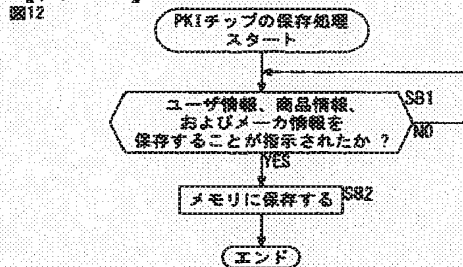 図12
PKIチップの保存処理
スタート
ユーザ情報、商品情報、
およびメーカ情報を
保存することが指示されたか ?
S81
NO
YES
メモリに保存する
S82
エンド